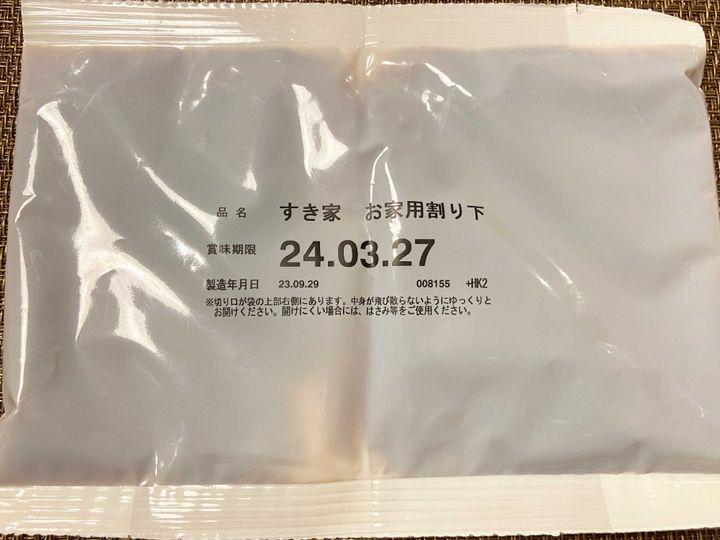 品名 すき家 お家用割り下
賞味期限 24.03.27
製造年月日 23.09.29 008155 +HK2
※切り口が袋の上部右側にあります。中身が飛び散らないようにゆっくりと
お開けください。開けにくい場合には、はさみ等をご使用ください。